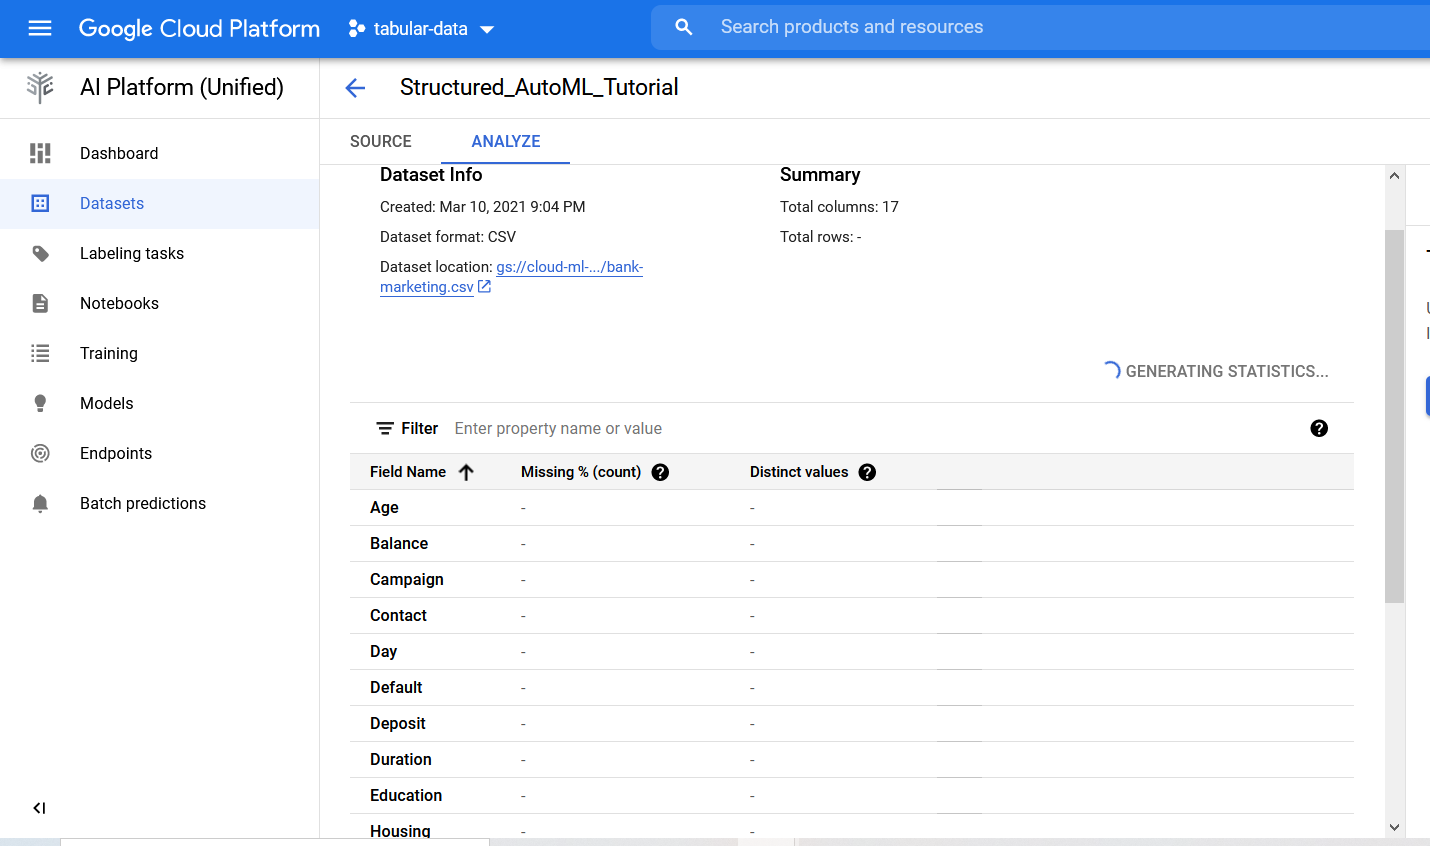 Google Cloud Platform
tabular-data
Search products and resources
AI Platform (Unified)
Structured_AutoML_Tutorial
SOURCE
ANALYZE
Dashboard
Datasets
Labeling tasks
Notebooks
Training
Models
Endpoints
Batch predictions
Dataset Info
Created: Mar 10, 2021 9:04 PM
Dataset format: CSV
Dataset location: gs://cloud-ml-.../bank-
marketing.csv
Summary
Total columns: 17
Total rows: -
GENERATING STATISTICS...
Filter Enter property name or value
Field Name Missing % (count) Distinct values
Age - -
Balance - -
Campaign - -
Contact - -
Day - -
Default - -
Deposit - -
Duration - -
Education - -
Housing - -